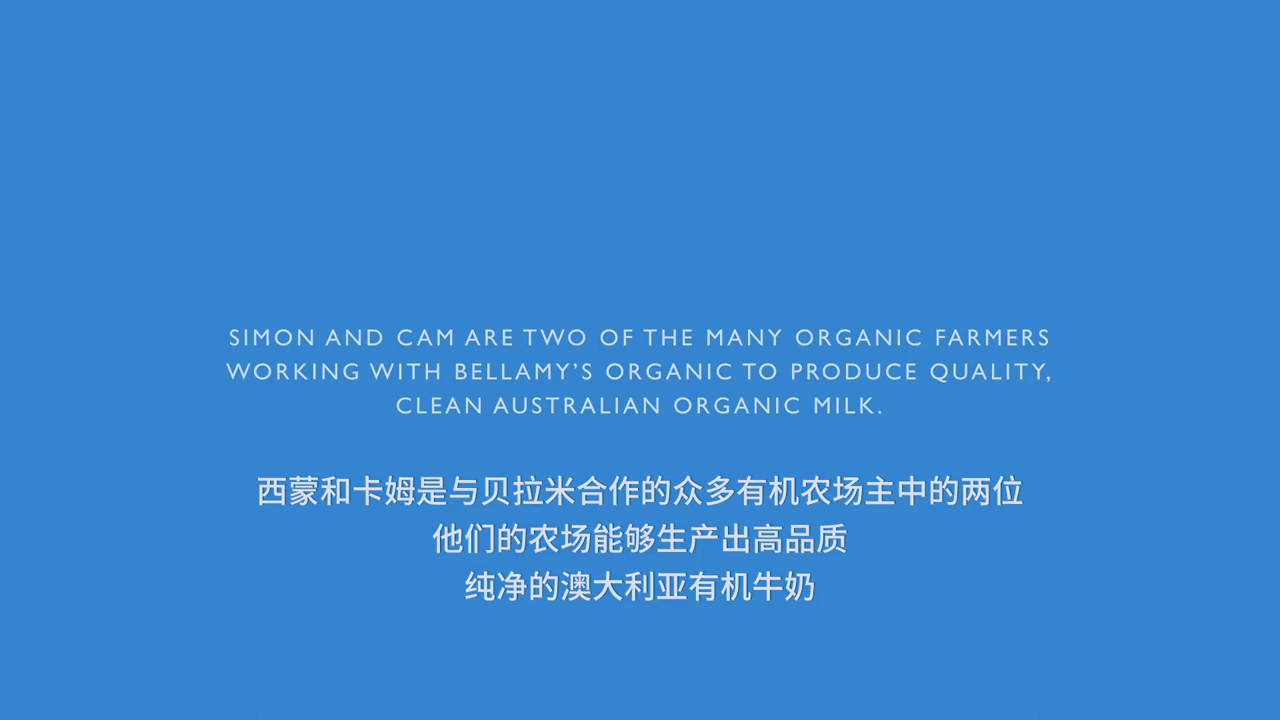 SIMON AND CAM ARE TWO OF THE MANY ORGANIC FARMERS
WORKING WITH BELLAMY’S ORGANIC TO PRODUCE QUALITY,
CLEAN AUSTRALIAN ORGANIC MILK.
西蒙和卡姆是与贝拉米合作的众多有机农场主中的两位
他们的农场能够生产出高品质
纯净的澳大利亚有机牛奶